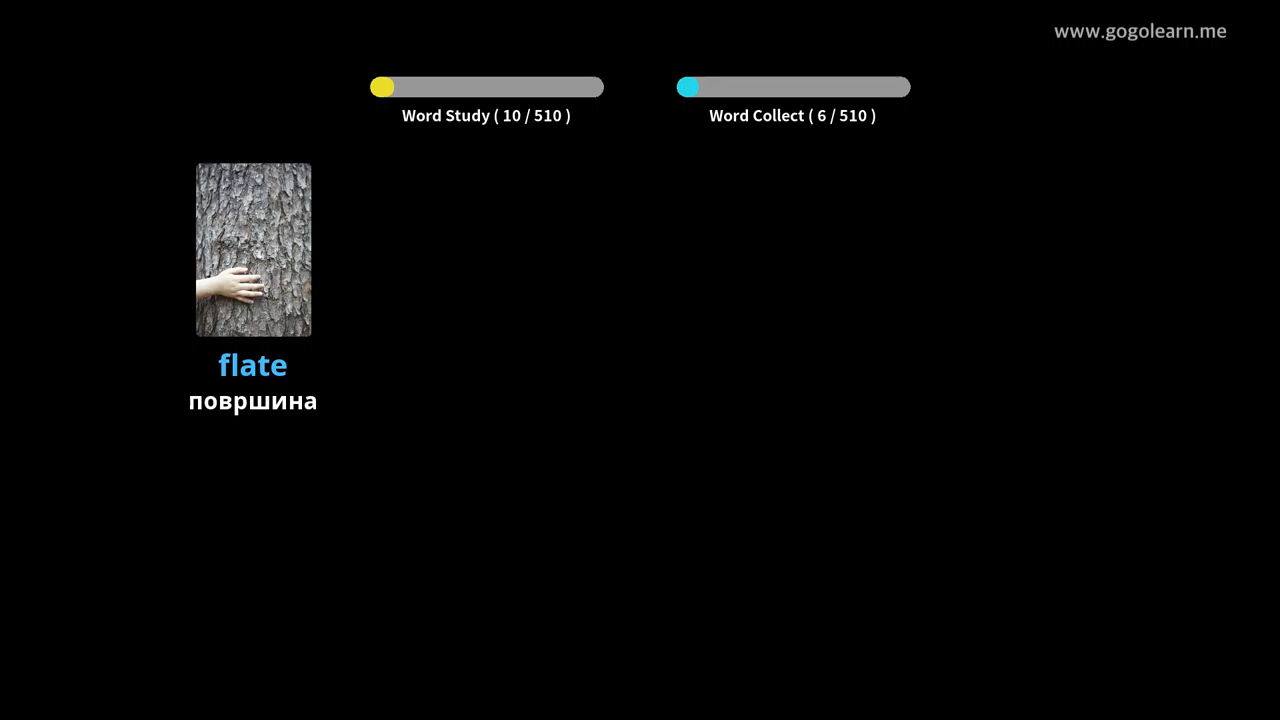 www.gogolearn.me
Word Study ( 10 / 510 )
Word Collect ( 6 / 510 )
flate
површина